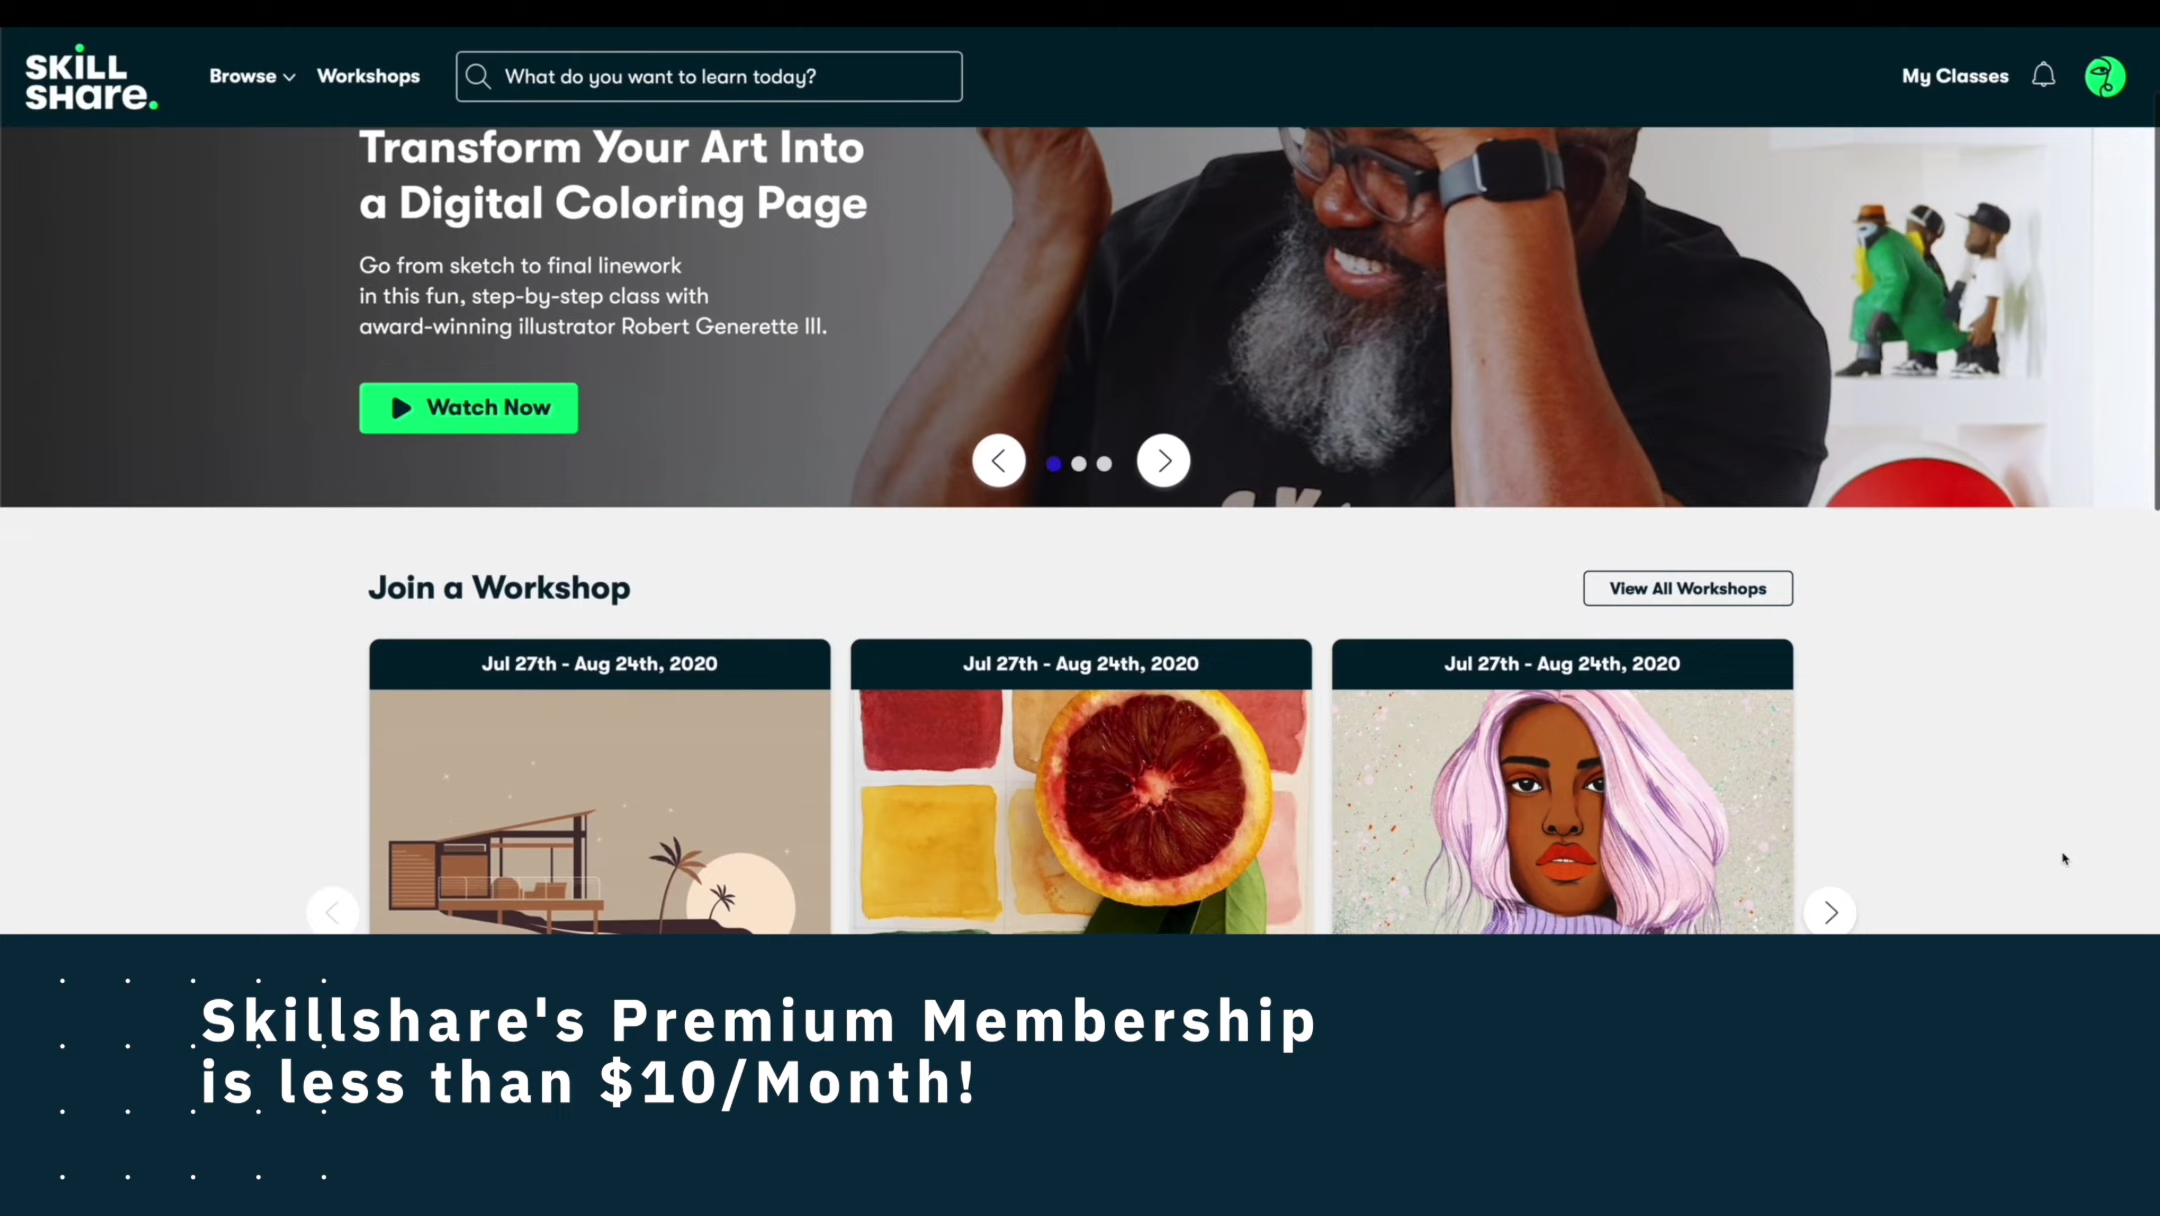 SKILL
SHare.
Browse
Workshops
What do you want to learn today?
My Classes
Transform Your Art Into
a Digital Coloring Page
Go from sketch to final linework
in this fun, step-by-step class with
award-winning illustrator Robert Generette III.
Watch Now
Join a Workshop
View All Workshops
Jul 27th - Aug 24th, 2020
Jul 27th - Aug 24th, 2020
Jul 27th - Aug 24th, 2020
Skillshare's Premium Membership
is less than $10/Month!